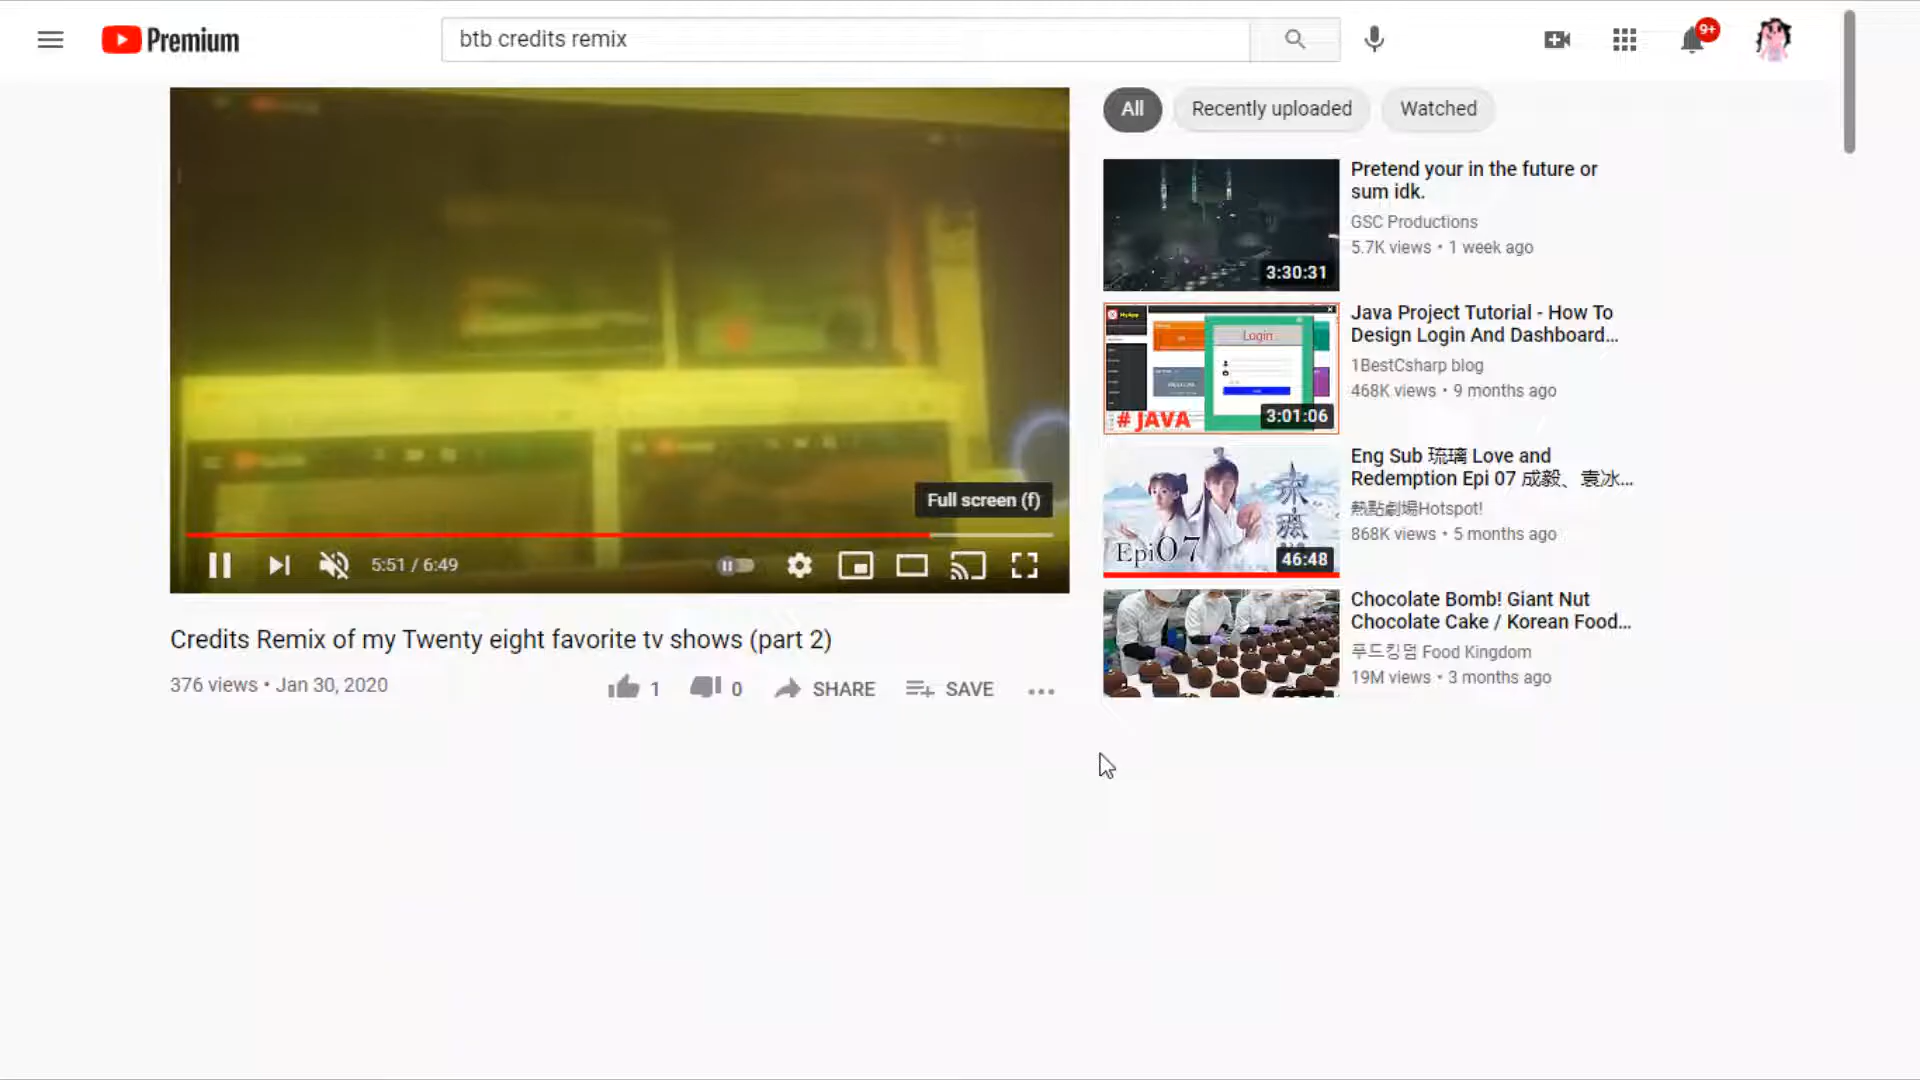 Premium
btb credits remix
9+
Full screen (f)
5:51 / 6:49
Credits Remix of my Twenty eight favorite tv shows (part 2)
376 views • Jan 30, 2020
1
0
SHARE
SAVE
All
Recently uploaded
Watched
3:30:31
Pretend your in the future or
sum idk.
GSC Productions
5.7K views • 1 week ago
MyApp
Login
# JAVA
3:01:06
Java Project Tutorial - How To
Design Login And Dashboard...
1BestCsharp blog
468K views • 9 months ago
Epi07
46:48
Eng Sub 琉璃 Love and
Redemption Epi 07 成毅、袁冰...
熱點劇場Hotspot!
868K views • 5 months ago
Chocolate Bomb! Giant Nut
Chocolate Cake / Korean Food...
푸드킹덤 Food Kingdom
19M views • 3 months ago